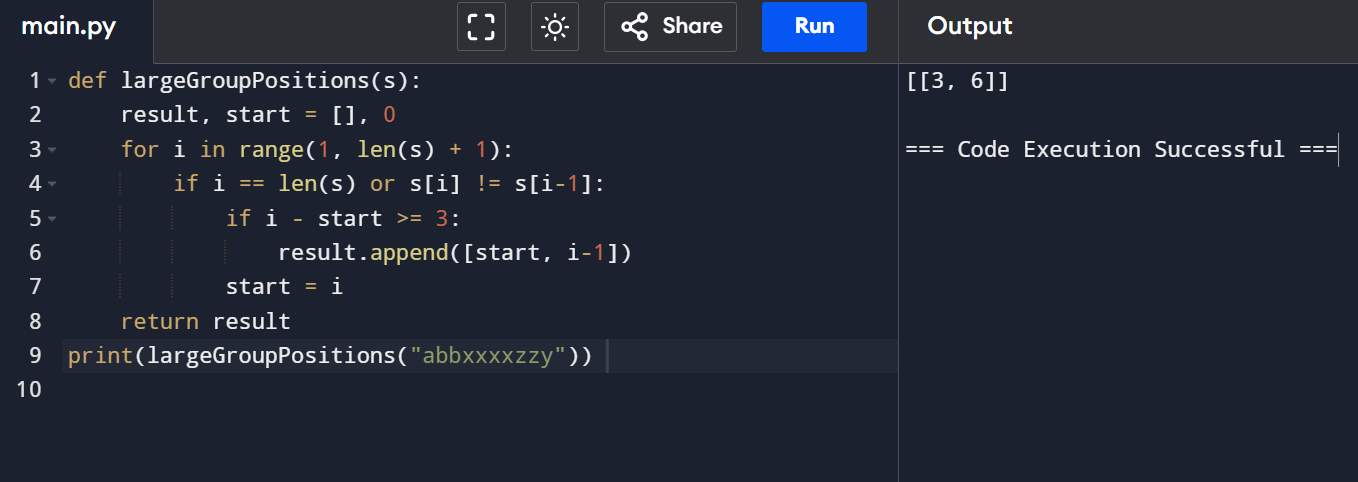 main.py
Share
Run
Output
1 def largeGroupPositions(s):
2     result, start = [], 0
3     for i in range(1, len(s) + 1):
4         if i == len(s) or s[i] != s[i-1]:
5             if i - start >= 3:
6                 result.append([start, i-1])
7             start = i
8     return result
9 print(largeGroupPositions("abbxxxxzzy"))
10
[[3, 6]]
=== Code Execution Successful ===